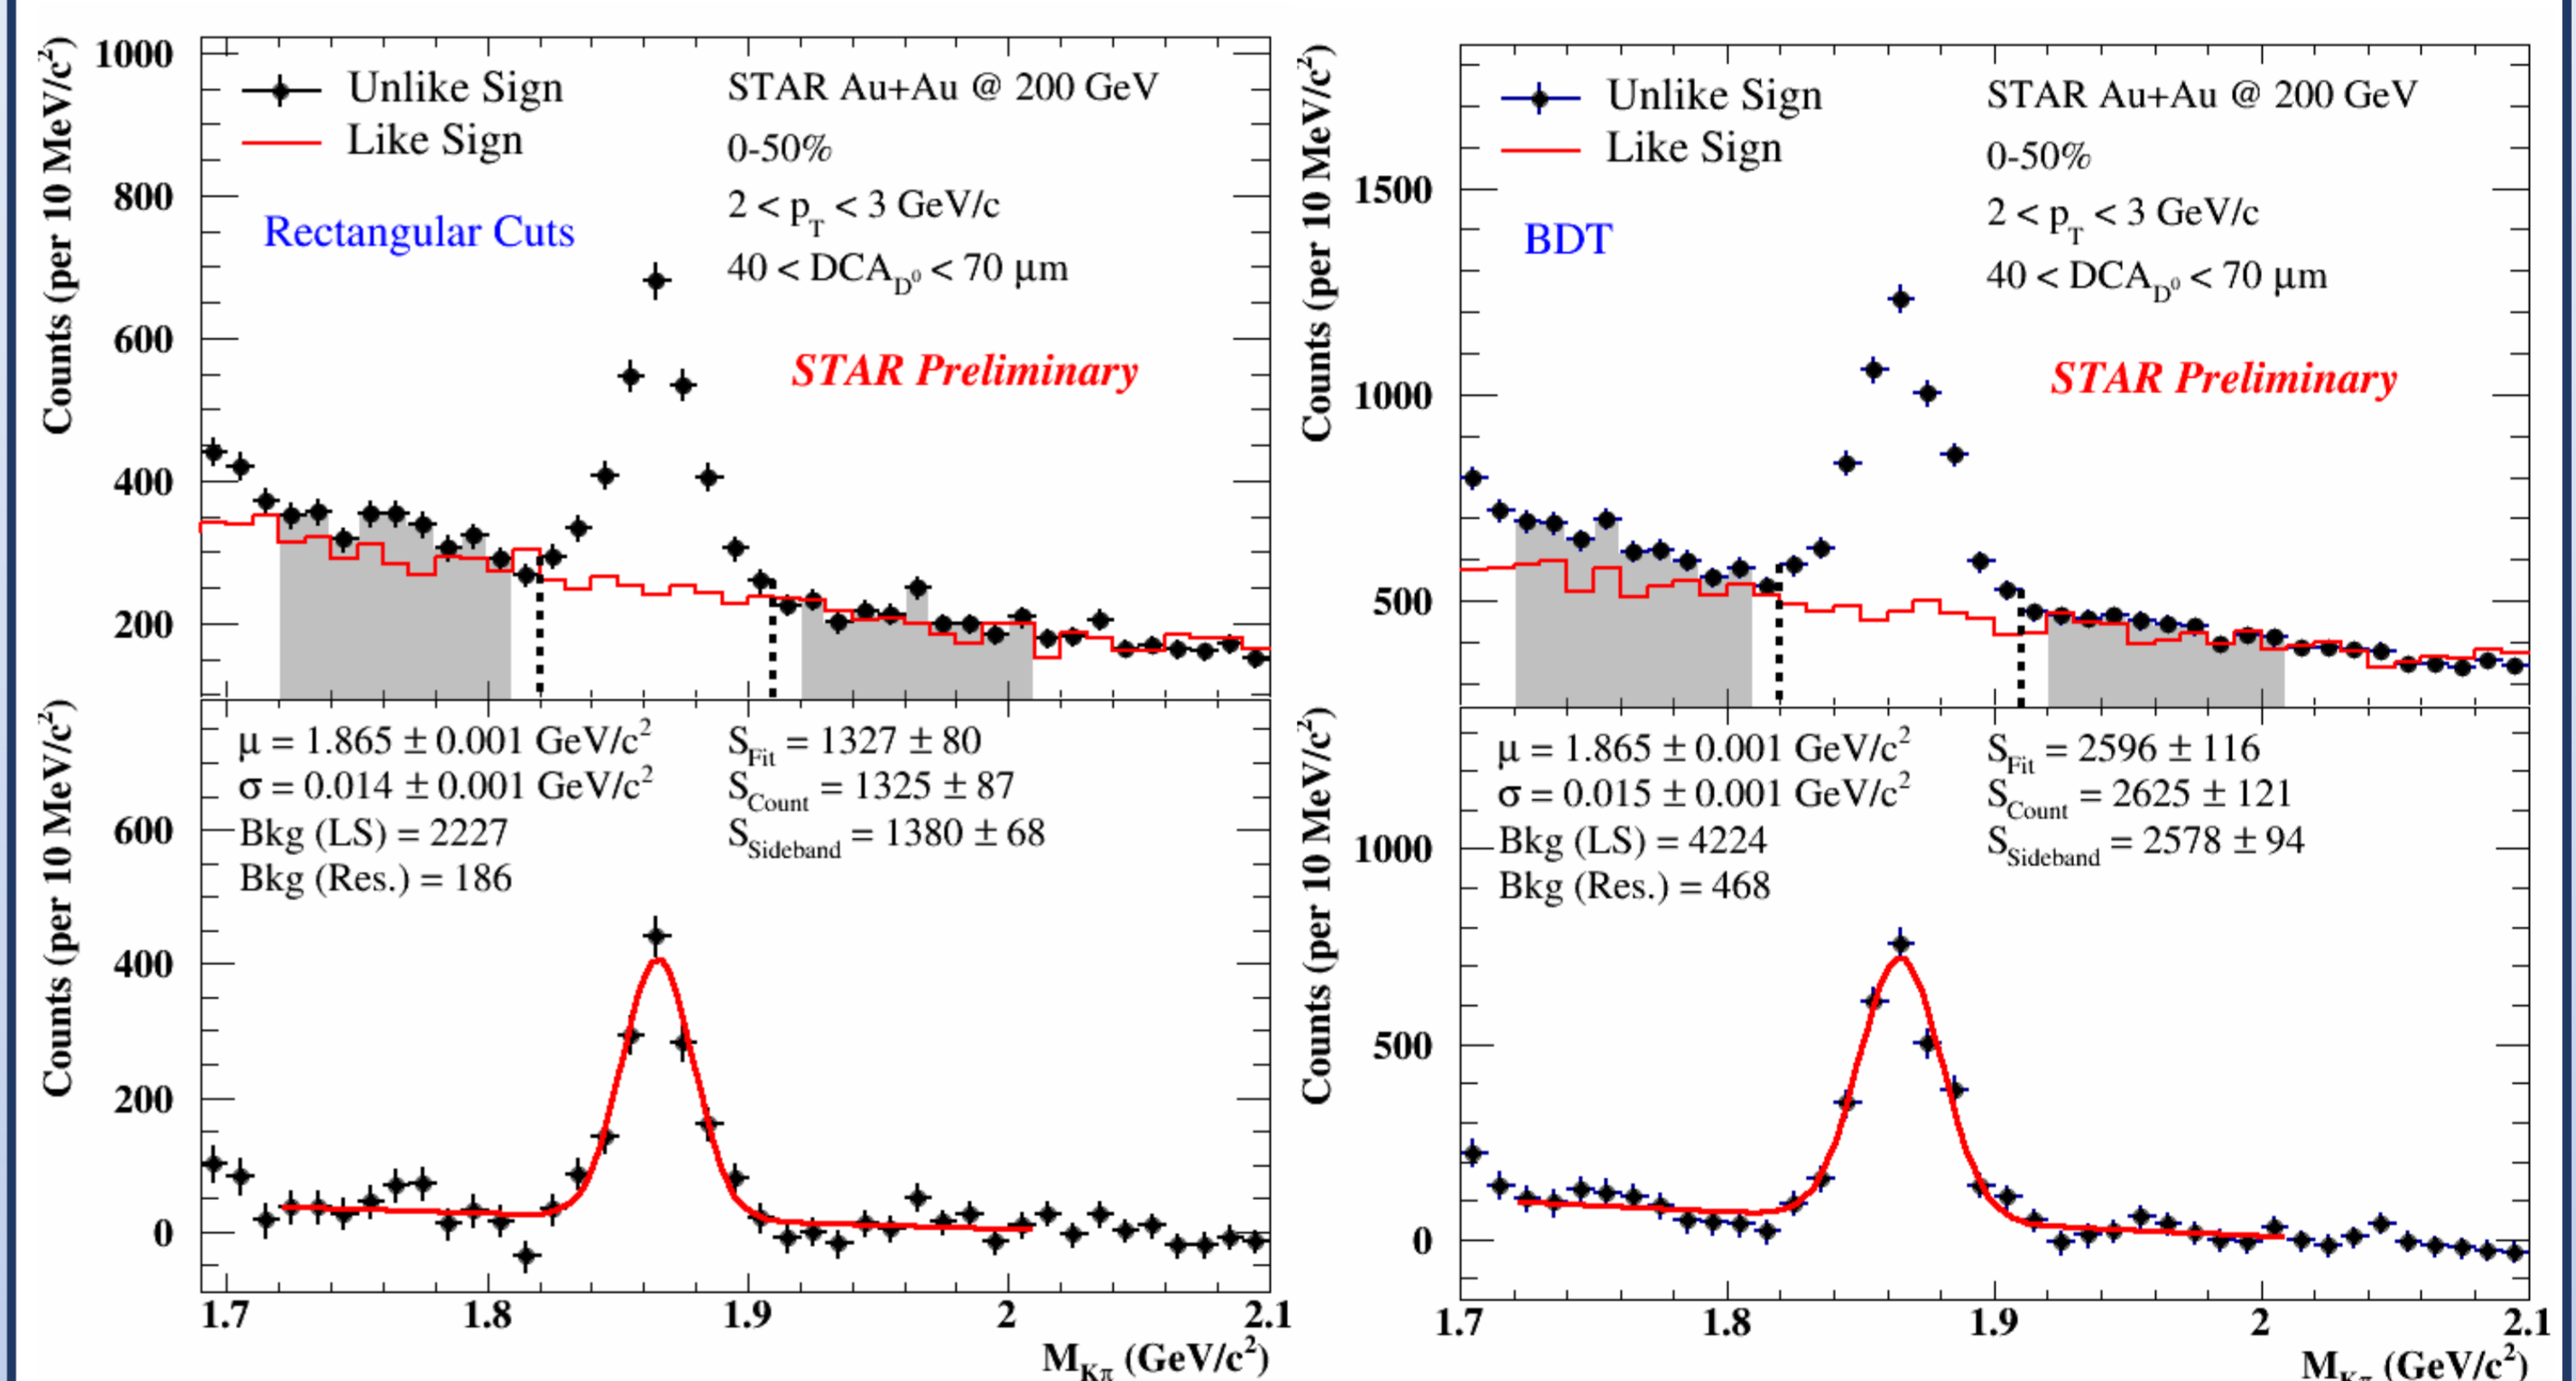 Counts (per 10 MeV/c²)
1000
800
600
400
200
Unlike Sign
Like Sign
Rectangular Cuts
STAR Au+Au @ 200 GeV
0-50%
2 < p_T < 3 GeV/c
40 < DCA_D⁰ < 70 μm
STAR Preliminary
Counts (per 10 MeV/c²)
600
400
200
0
μ = 1.865 ± 0.001 GeV/c²
σ = 0.014 ± 0.001 GeV/c²
Bkg (LS) = 2227
Bkg (Res.) = 186
S_Fit = 1327 ± 80
S_Count = 1325 ± 87
S_Sideband = 1380 ± 68
1.7 1.8 1.9 2 2.1
M_Kπ (GeV/c²)
Counts (per 10 MeV/c²)
1500
1000
500
Unlike Sign
Like Sign
BDT
STAR Au+Au @ 200 GeV
0-50%
2 < p_T < 3 GeV/c
40 < DCA_D⁰ < 70 μm
STAR Preliminary
Counts (per 10 MeV/c²)
1000
500
0
μ = 1.865 ± 0.001 GeV/c²
σ = 0.015 ± 0.001 GeV/c²
Bkg (LS) = 4224
Bkg (Res.) = 468
S_Fit = 2596 ± 116
S_Count = 2625 ± 121
S_Sideband = 2578 ± 94
1.7 1.8 1.9 2 2.1
M_Kπ (GeV/c²)